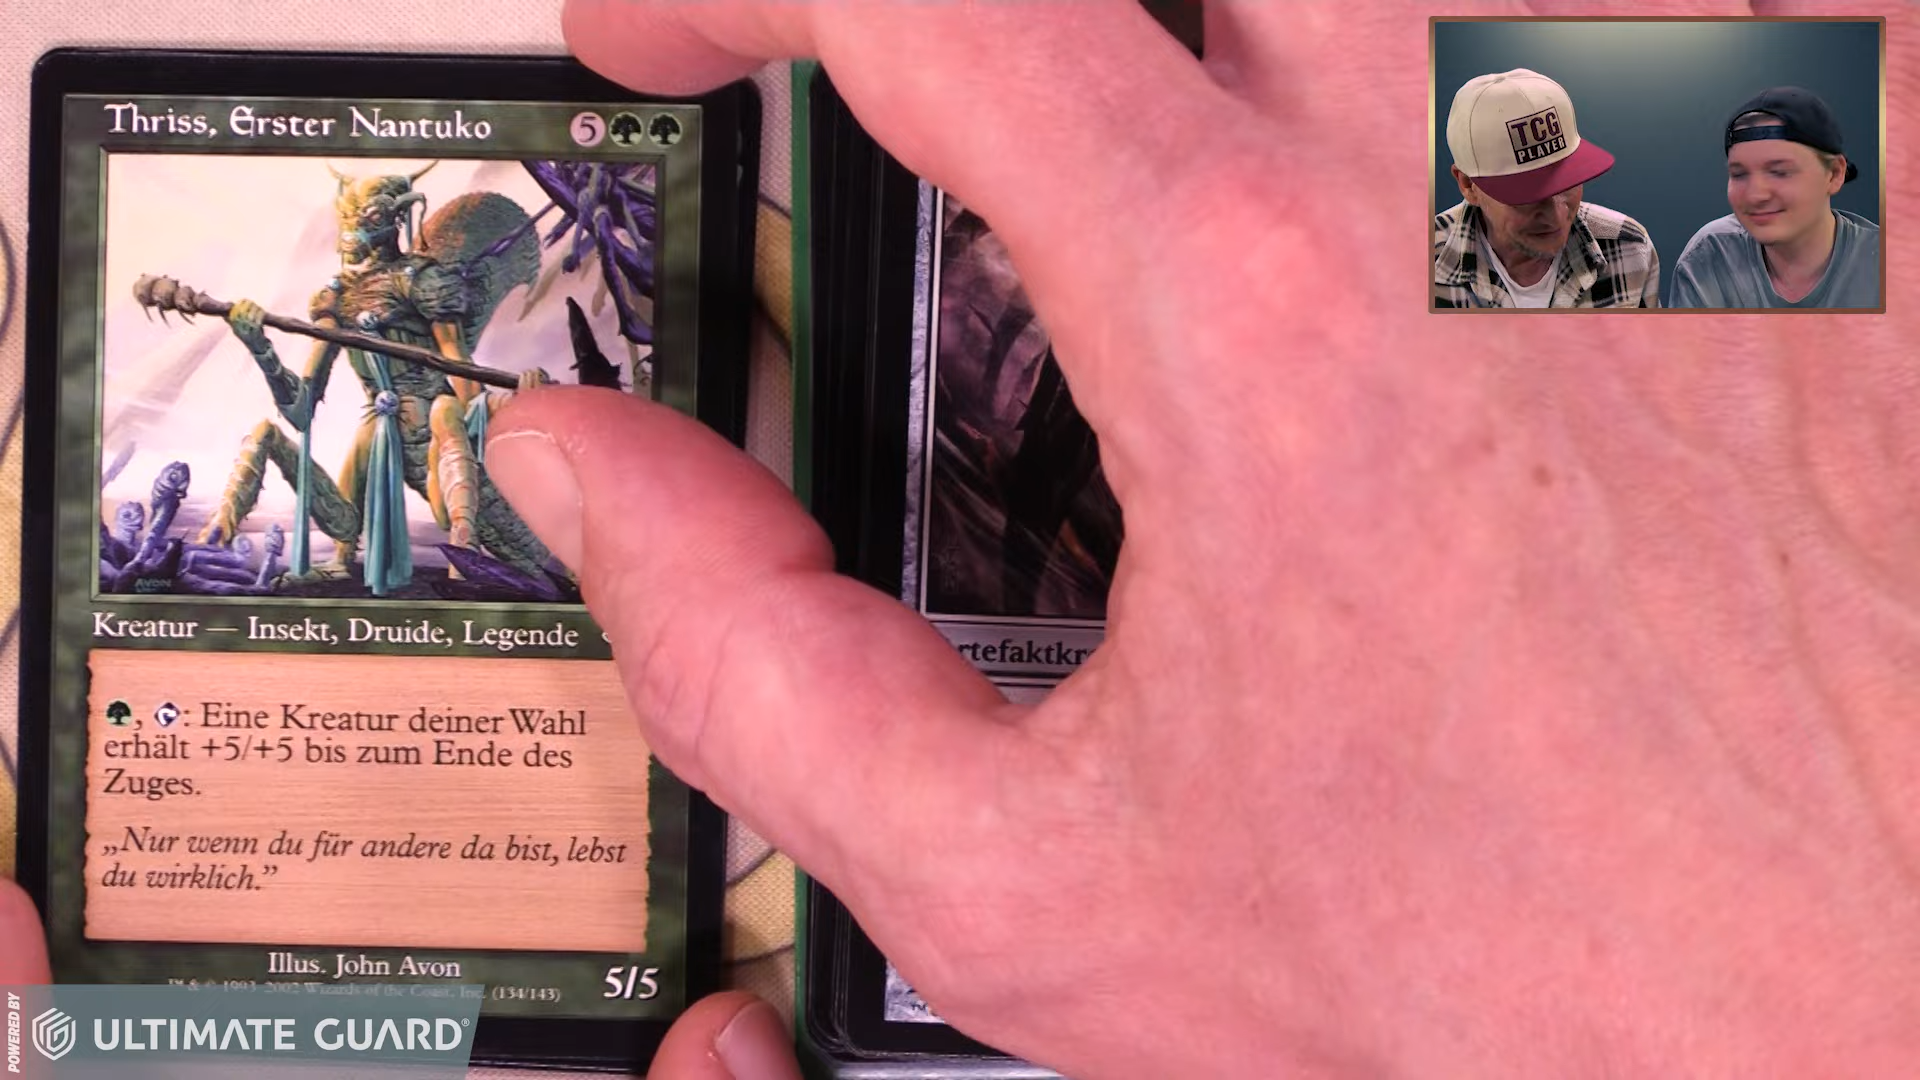 Thriss, Erster Nantuko
5
AVON
Kreatur — Insekt, Druide, Legende
: Eine Kreatur deiner Wahl
erhält +5/+5 bis zum Ende des
Zuges.
„Nur wenn du für andere da bist, lebst
du wirklich.”
Illus. John Avon
™ & © 1993-2002 Wizards of the Coast, Inc. (134/143)
5/5
rtefaktkr
TCG
PLAYER
POWERED BY
ULTIMATE GUARD®